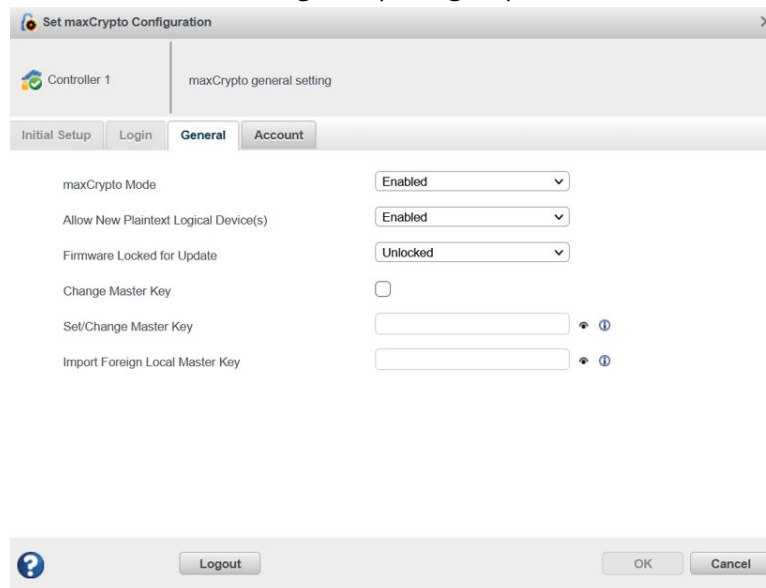 Set maxCrypto Configuration
Controller 1
maxCrypto general setting
Initial Setup Login General Account
maxCrypto Mode Enabled
Allow New Plaintext Logical Device(s) Enabled
Firmware Locked for Update Unlocked
Change Master Key
Set/Change Master Key
Import Foreign Local Master Key
Logout OK Cancel